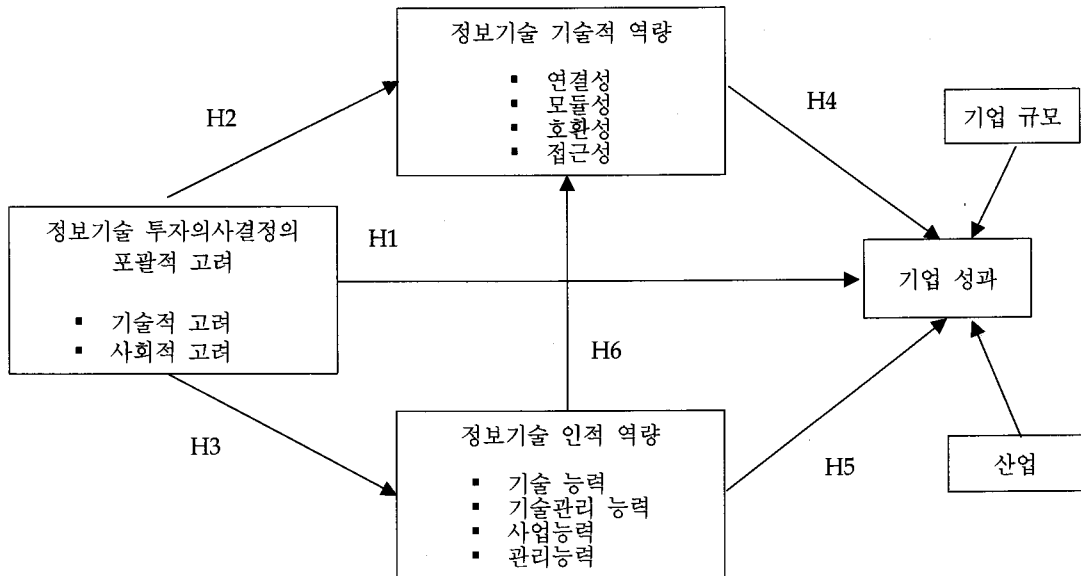 정보기술 기술적 역량
▪ 연결성
▪ 모듈성
▪ 호환성
▪ 접근성
H2
H4
기업 규모
정보기술 투자의사결정의
포괄적 고려
▪ 기술적 고려
▪ 사회적 고려
H1
기업 성과
H6
H3
정보기술 인적 역량
▪ 기술 능력
▪ 기술관리 능력
▪ 사업능력
▪ 관리능력
H5
산업